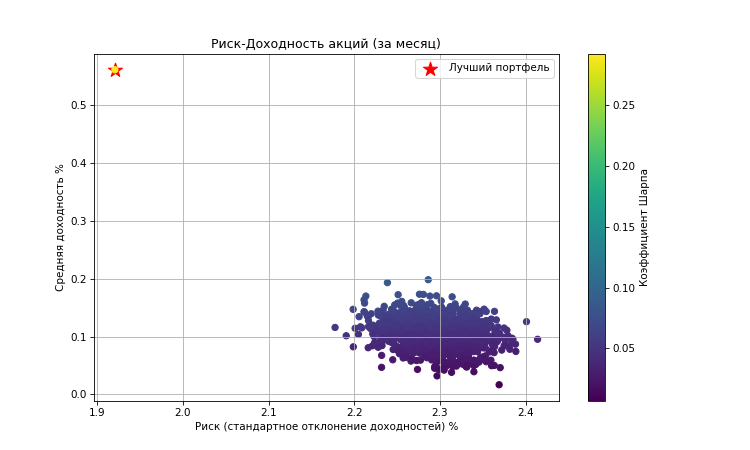 Риск-Доходность акций (за месяц)
Лучший портфель
Средняя доходность %
0.5
0.4
0.3
0.2
0.1
0.0
1.9 2.0 2.1 2.2 2.3 2.4
Риск (стандартное отклонение доходностей) %
0.25
0.20
0.15
0.10
0.05
Коэффициент Шарпа